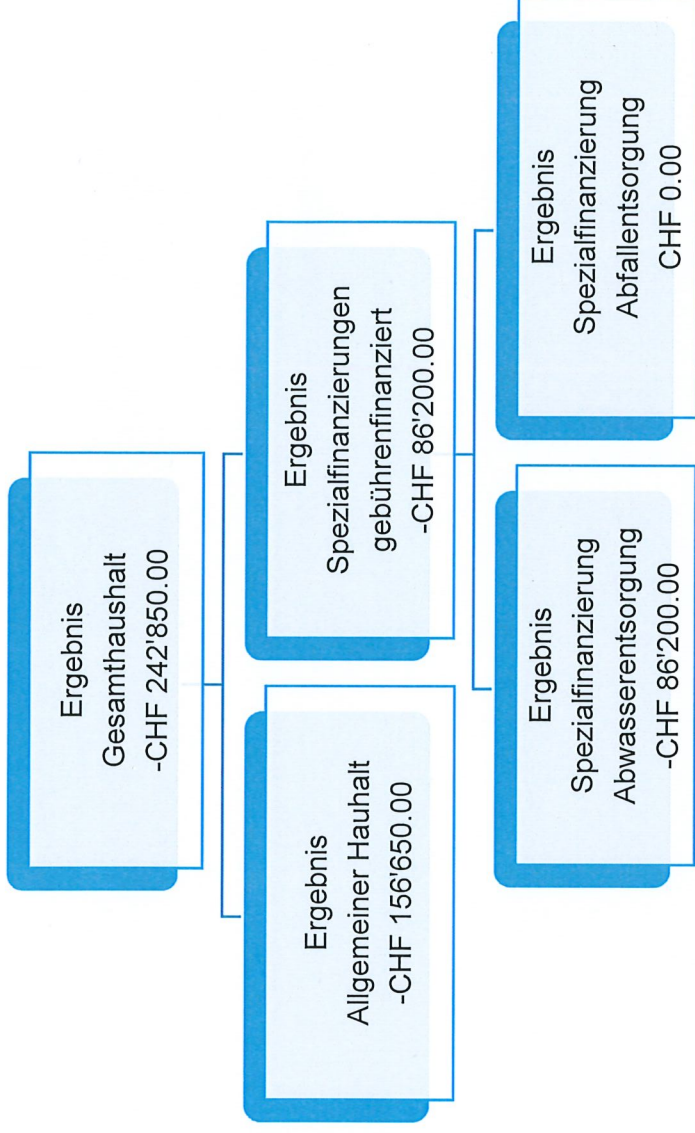 Ergebnis
Gesamthaushalt
-CHF 242'850.00
Ergebnis
Allgemeiner Hauhalt
-CHF 156'650.00
Ergebnis
Spezialfinanzierungen
gebührenfinanziert
-CHF 86'200.00
Ergebnis
Spezialfinanzierung
Abwasserentsorgung
-CHF 86'200.00
Ergebnis
Spezialfinanzierung
Abfallentsorgung
CHF 0.00